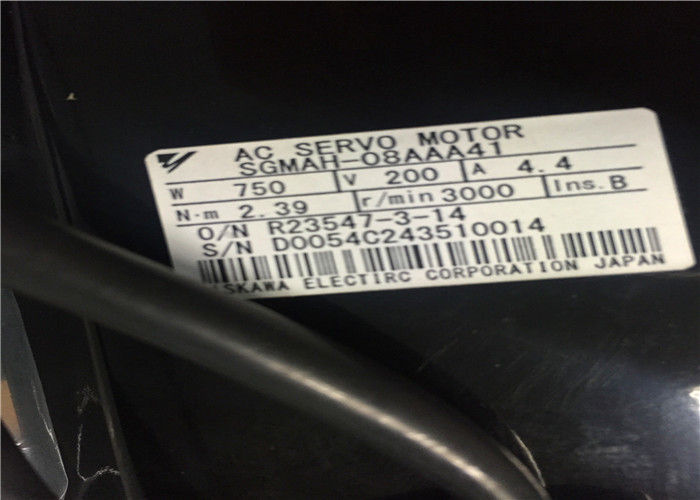 AC SERVO MOTOR
SGMAH-08AAA41
W 750 V 200 A 4.4
N·m 2.39 r/min 3000 Ins. B
O/N R23547-3-14
S/N D0054C243510014
SKAWA ELECTIRC CORPORATION JAPAN